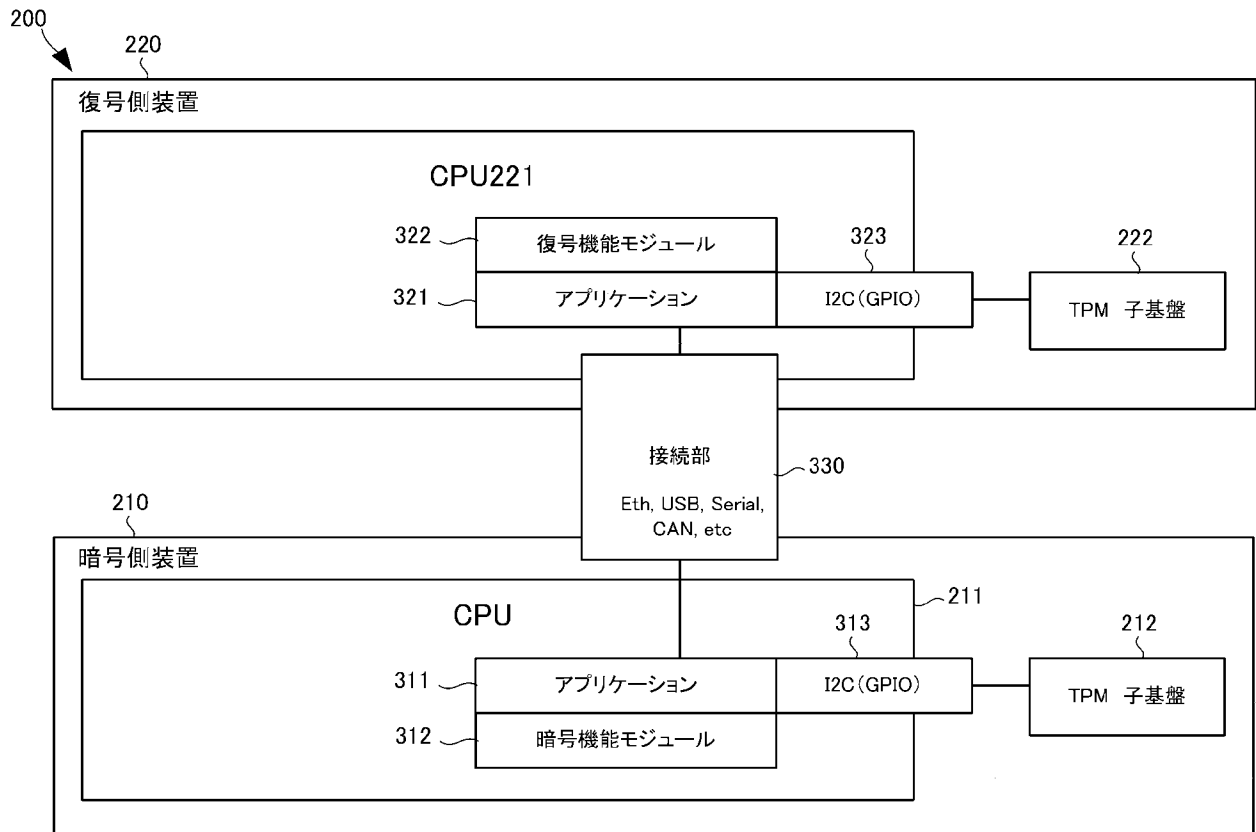 200
220
復号側装置
CPU221
322
復号機能モジュール
323
222
321
アプリケーション
I2C(GPIO)
TPM 子基盤
接続部
330
Eth, USB, Serial,
CAN, etc
210
暗号側装置
CPU
211
313
212
311
アプリケーション
I2C(GPIO)
TPM 子基盤
312
暗号機能モジュール